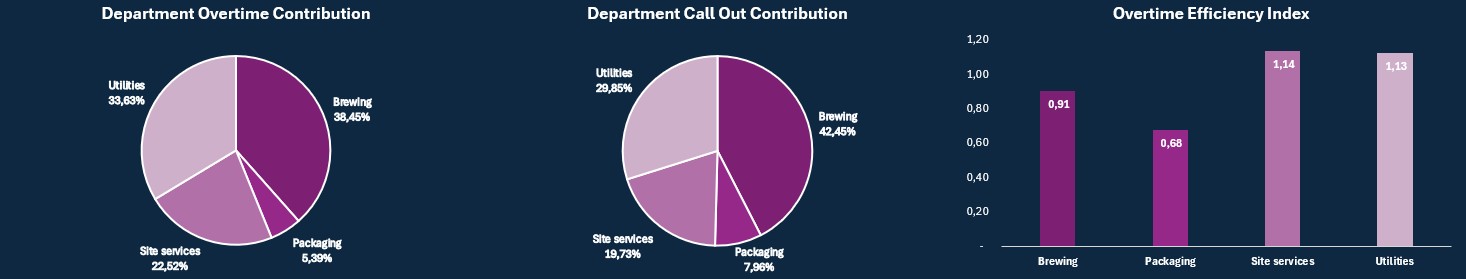 Department Overtime Contribution
Utilities
33,63%
Brewing
38,45%
Site services
22,52%
Packaging
5,39%
Department Call Out Contribution
Utilities
29,85%
Brewing
42,45%
Site services
19,73%
Packaging
7,96%
Overtime Efficiency Index
1,20
1,00
0,80
0,60
0,40
0,20
-
0,91
0,68
1,14
1,13
Brewing
Packaging
Site services
Utilities